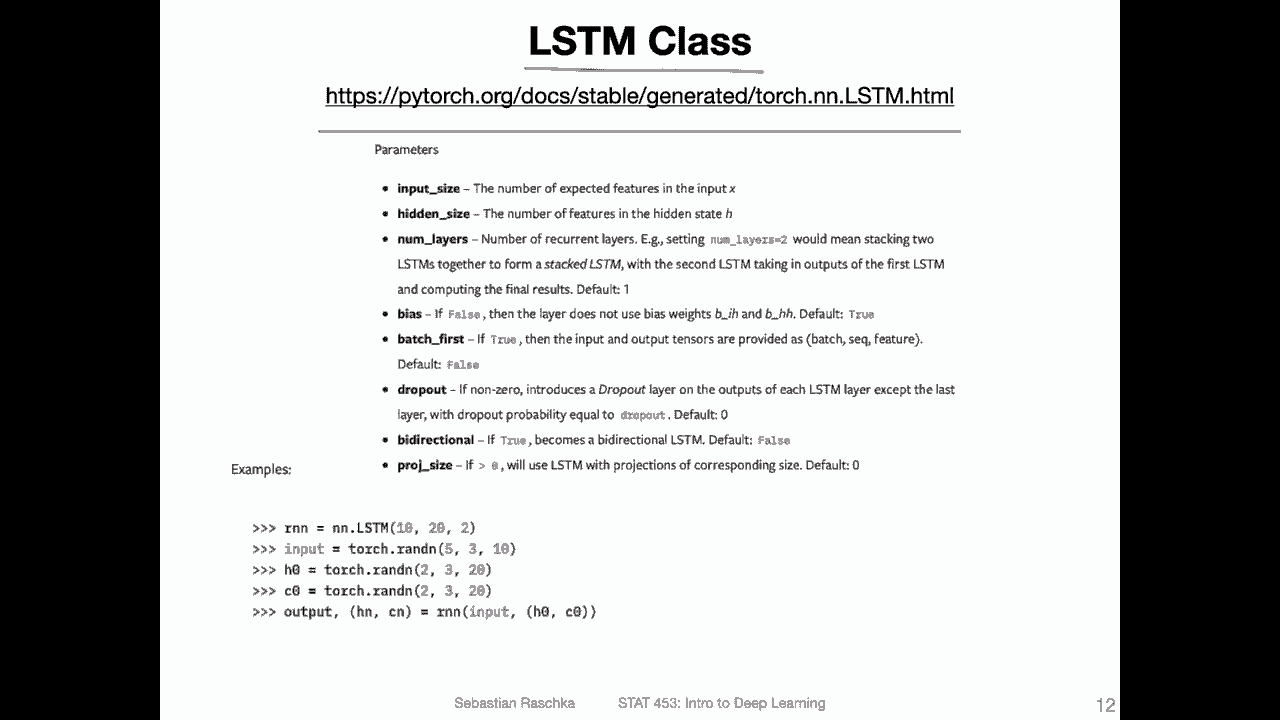 LSTM Class
https://pytorch.org/docs/stable/generated/torch.nn.LSTM.html
Parameters
• input_size – The number of expected features in the input x
• hidden_size – The number of features in the hidden state h
• num_layers – Number of recurrent layers. E.g., setting num_layers=2 would mean stacking two
LSTMs together to form a stacked LSTM, with the second LSTM taking in outputs of the first LSTM
and computing the final results. Default: 1
• bias – If False, then the layer does not use bias weights b_ih and b_hh. Default: True
• batch_first – If True, then the input and output tensors are provided as (batch, seq, feature).
Default: False
• dropout – If non-zero, introduces a Dropout layer on the outputs of each LSTM layer except the last
layer, with dropout probability equal to dropout. Default: 0
• bidirectional – If True, becomes a bidirectional LSTM. Default: False
• proj_size – If > 0, will use LSTM with projections of corresponding size. Default: 0
Examples:
>>> rnn = nn.LSTM(10, 20, 2)
>>> input = torch.randn(5, 3, 10)
>>> h0 = torch.randn(2, 3, 20)
>>> c0 = torch.randn(2, 3, 20)
>>> output, (hn, cn) = rnn(input, (h0, c0))
Sebastian Raschka STAT 453: Intro to Deep Learning 12